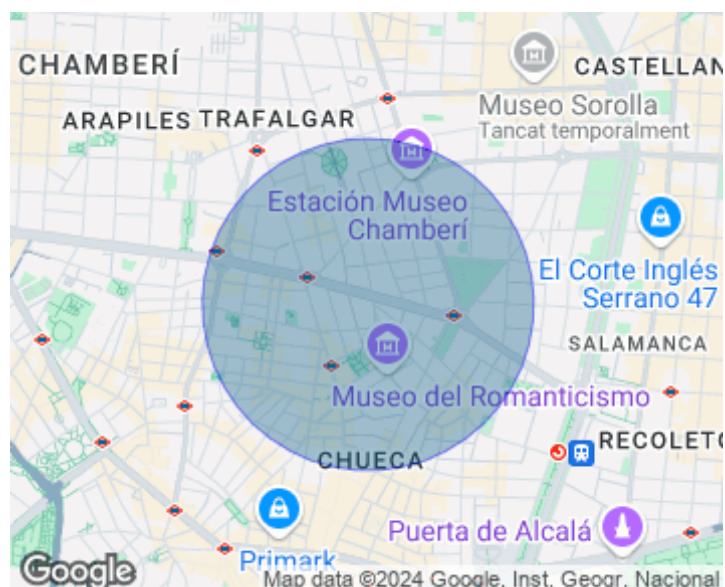 CHAMBERÍ
CASTELLAN
Museo Sorolla
Tancat temporalment
ARAPILES
TRAFALGAR
Estación Museo
Chamberí
El Corte Inglés
Serrano 47
SALAMANCA
Museo del Romanticismo
RECOLETO
CHUECA
Puerta de Alcalá
Primark
Google
Map data ©2024 Google, Inst. Geogr. Nacional